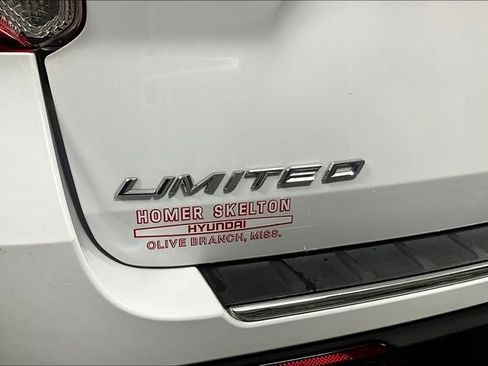 LIMITED
HOMER SKELTON
HYUNDAI
OLIVE BRANCH, MISS.